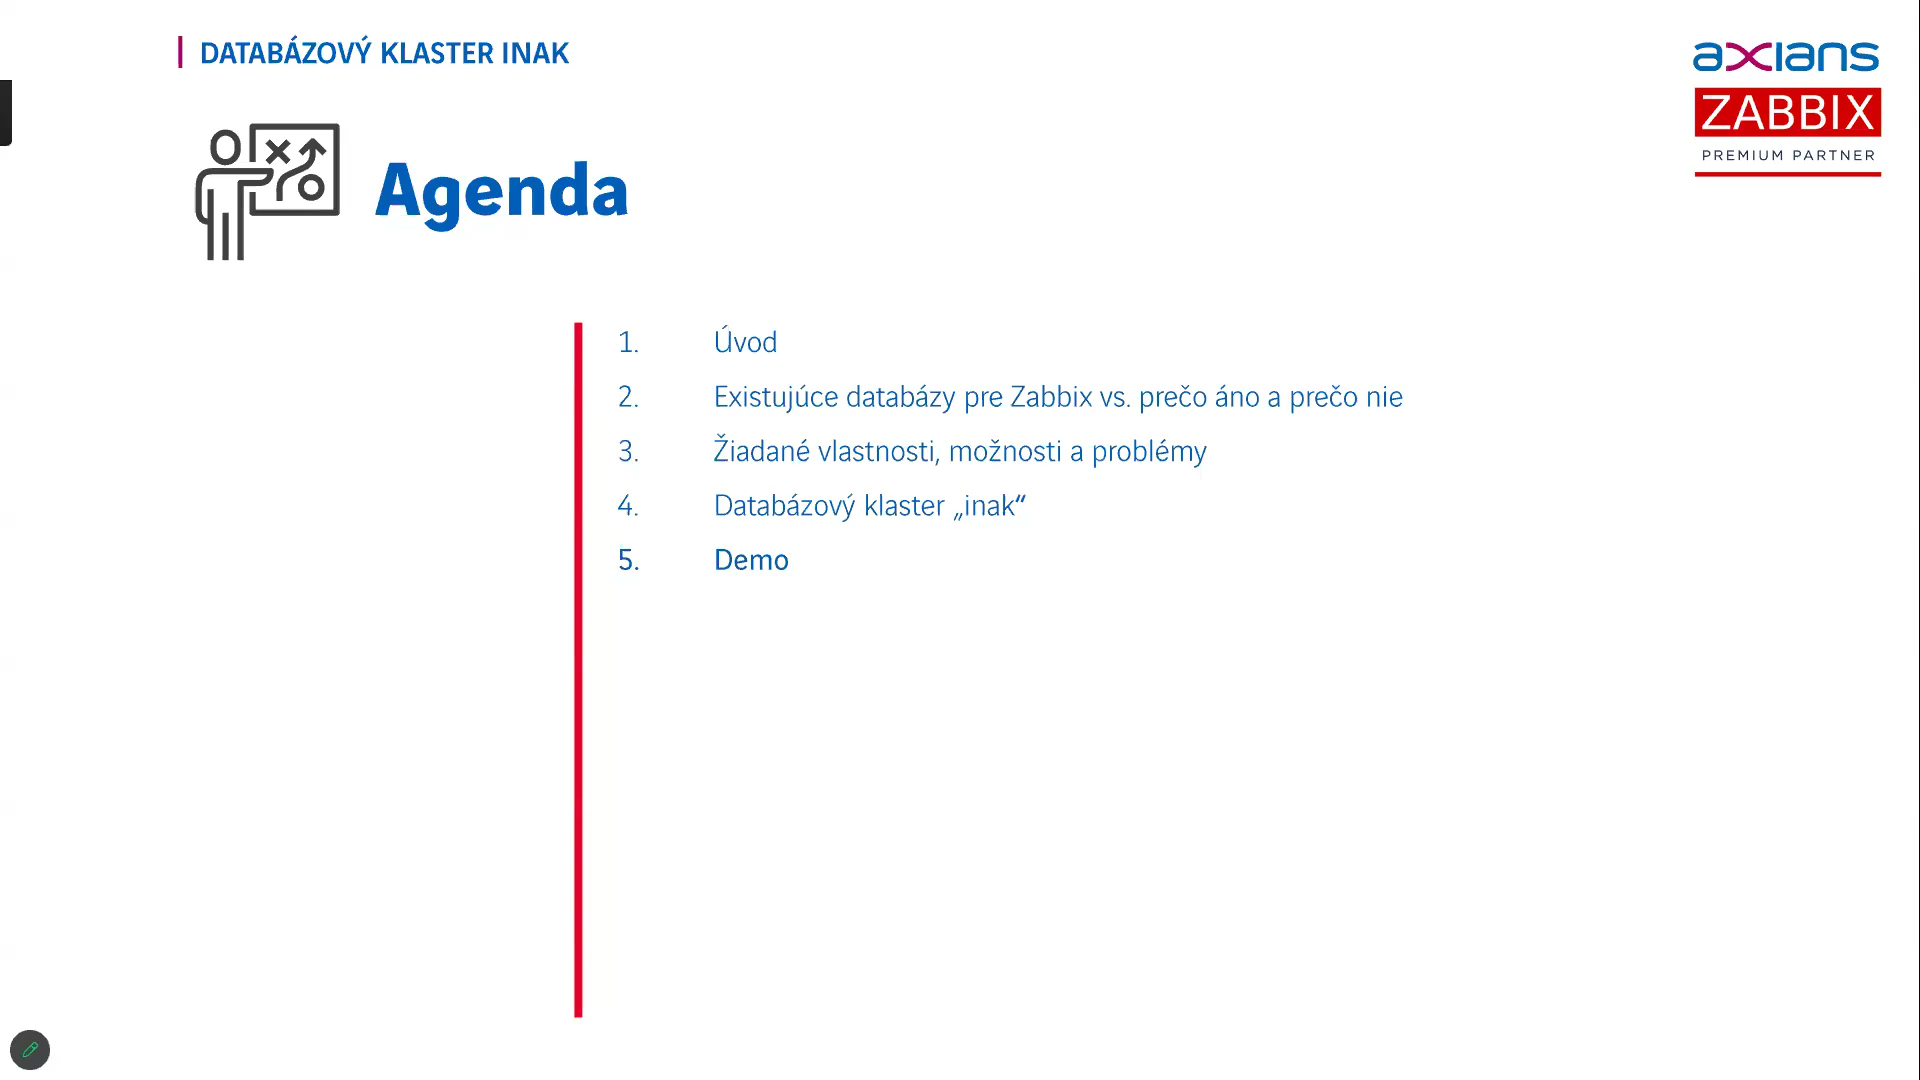 DATABÁZOVÝ KLASTER INAK
axians
ZABBIX
PREMIUM PARTNER
Agenda
1. Úvod
2. Existujúce databázy pre Zabbix vs. prečo áno a prečo nie
3. Žiadané vlastnosti, možnosti a problémy
4. Databázový klaster „inak“
5. Demo